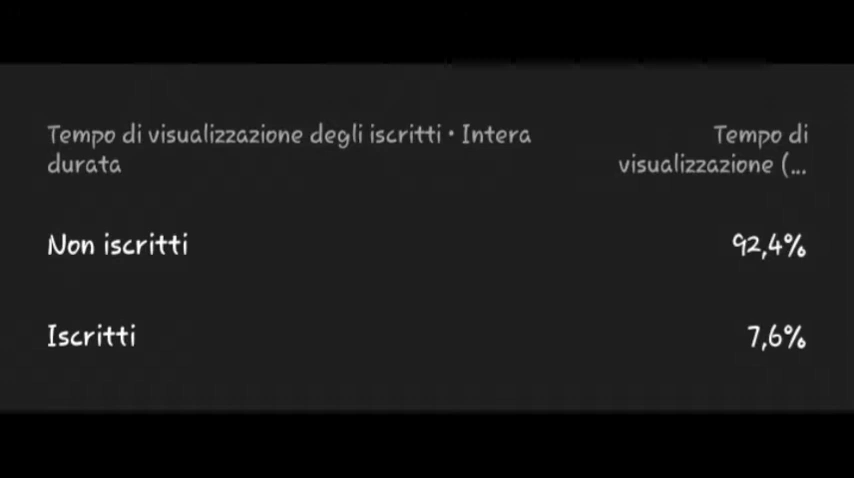 Tempo di visualizzazione degli iscritti • Intera
durata
Tempo di
visualizzazione (...
Non iscritti
92,4%
Iscritti
7,6%